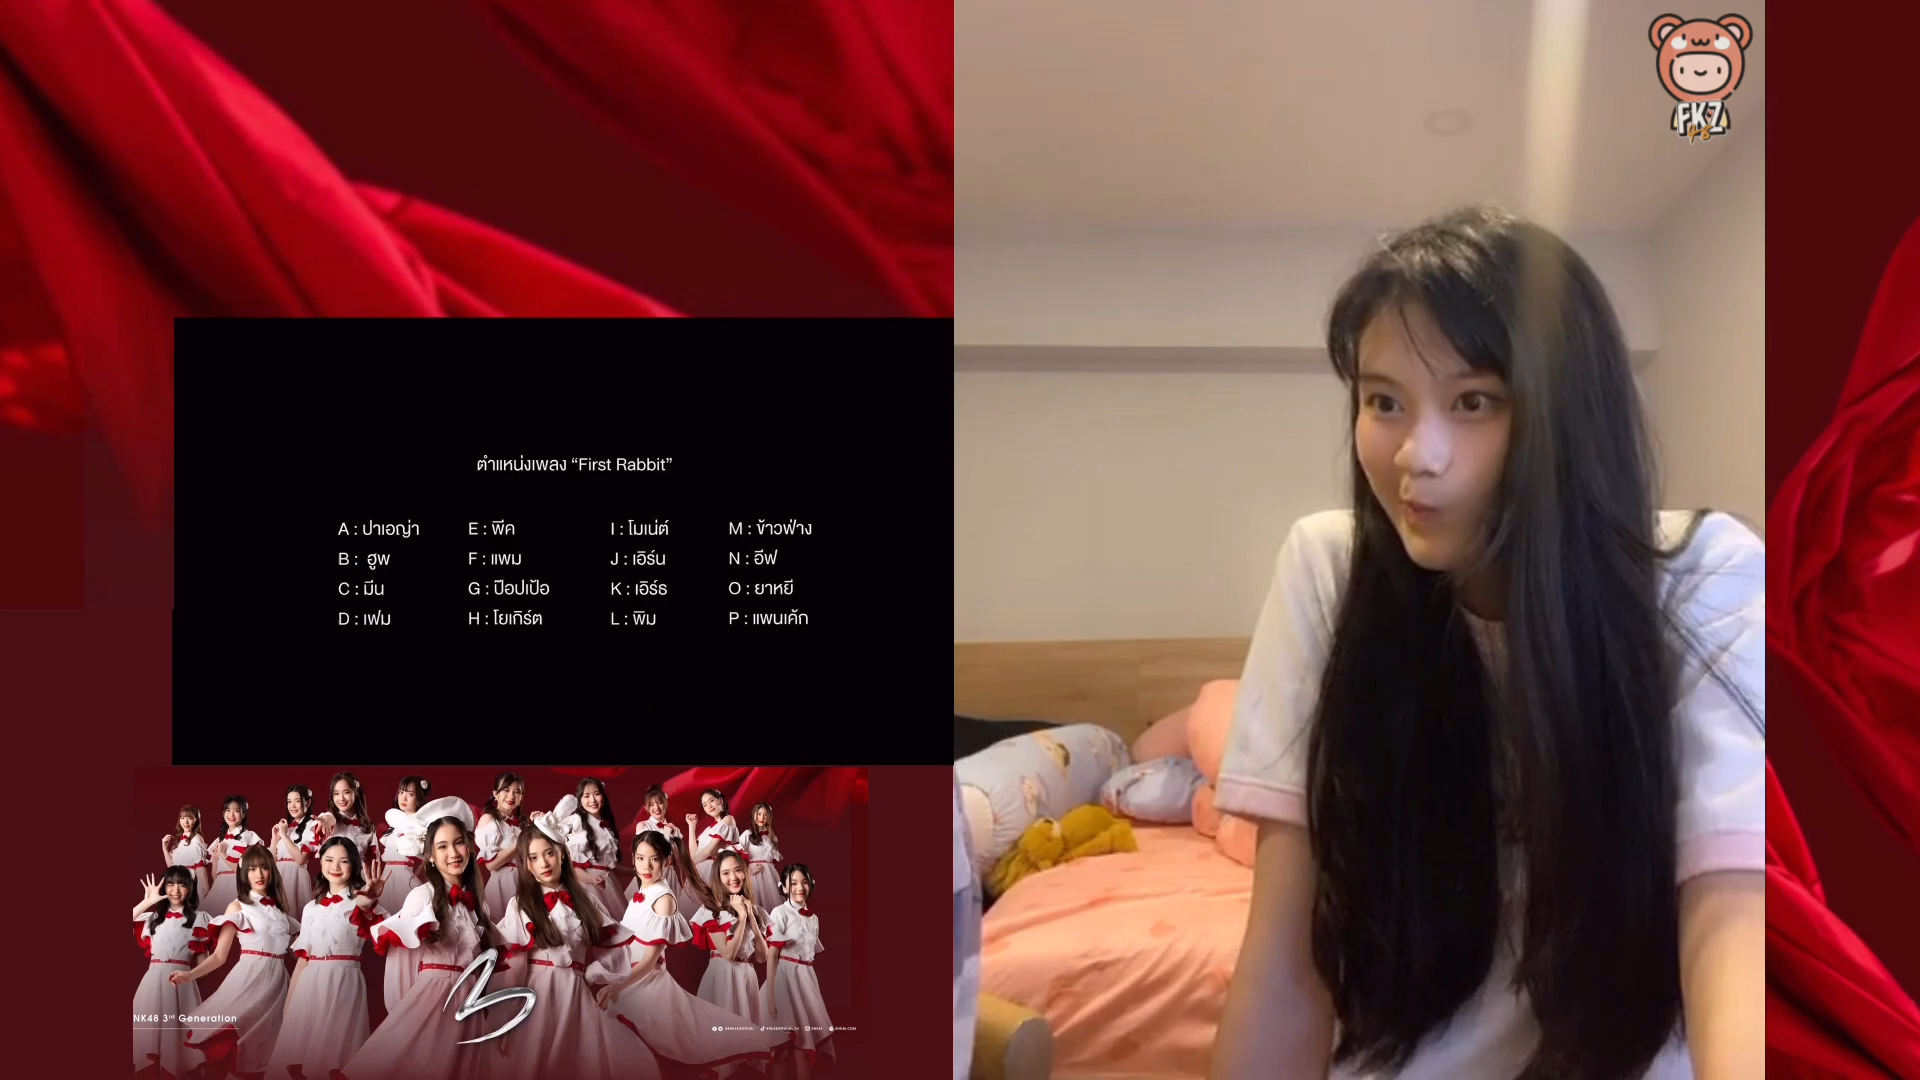 FKZ
48
ตำแหน่งเพลง “First Rabbit”
A : ปาเอญ่า
B : ฮูพ
C : มีน
D : เฟม
E : พีค
F : แพม
G : ป๊อปเป้อ
H : โยเกิร์ต
I : โมเน่ต์
J : เอิร์น
K : เอิร์ธ
L : พิม
M : ข้าวฟ่าง
N : อีฟ
O : ยาหยี
P : แพนเค้ก
NK48 3rd Generation